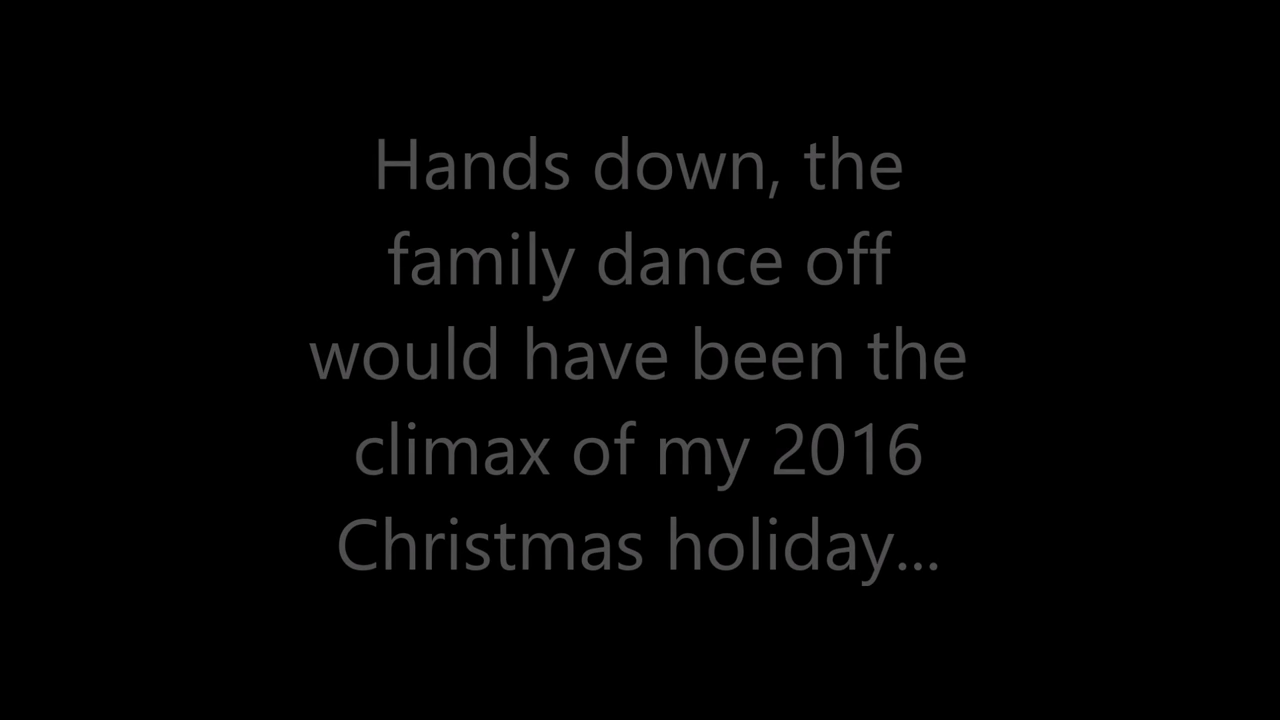 Hands down, the
family dance off
would have been the
climax of my 2016
Christmas holiday...